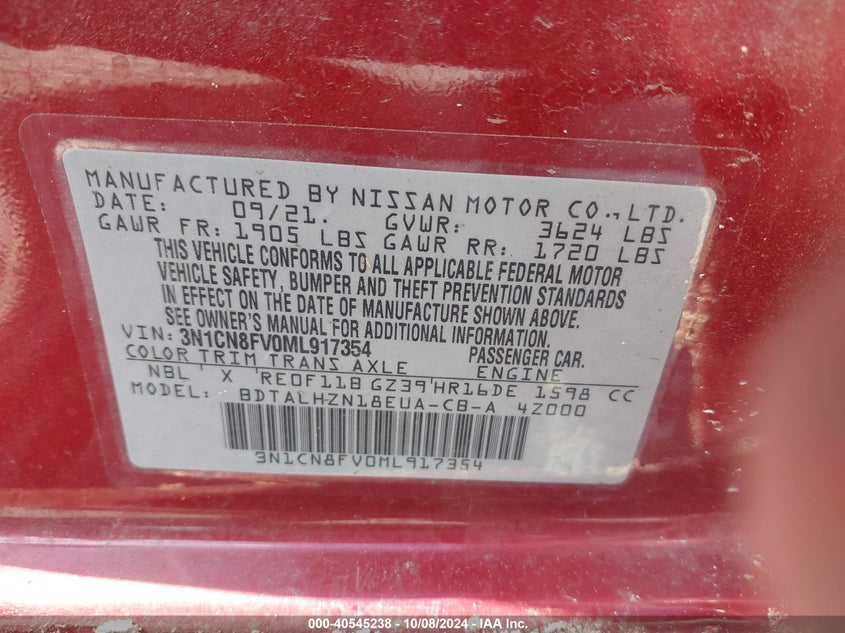 MANUFACTURED BY NISSAN MOTOR CO., LTD.
DATE: 09/21. GVWR: 3624 LBS
GAWR FR: 1905 LBS GAWR RR: 1720 LBS
THIS VEHICLE CONFORMS TO ALL APPLICABLE FEDERAL MOTOR
VEHICLE SAFETY, BUMPER AND THEFT PREVENTION STANDARDS
IN EFFECT ON THE DATE OF MANUFACTURE SHOWN ABOVE.
SEE OWNER'S MANUAL FOR ADDITIONAL INFORMATION.
VIN: 3N1CN8FV0ML917354 PASSENGER CAR.
COLOR TRIM TRANS AXLE ENGINE
NBL X RE0F11B GZ39 HR16DE 1598 CC
MODEL: BDTALHZN18EUA-CB-A 4Z000
3N1CN8FV0ML917354
000-40545238 - 10/08/2024 - IAA Inc.